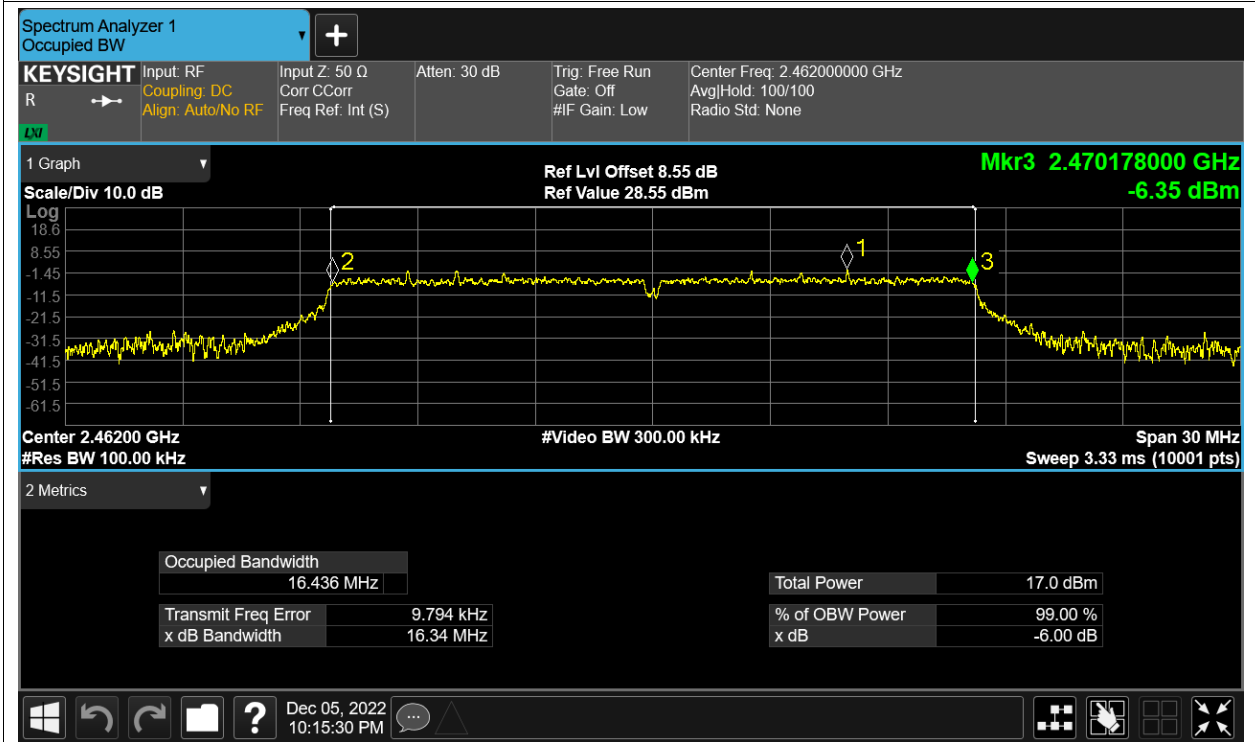 Spectrum Analyzer 1
Occupied BW
KEYSIGHT
R
LXI
Input: RF
Coupling: DC
Align: Auto/No RF
Input Z: 50 Ω
Corr CCorr
Freq Ref: Int (S)
Atten: 30 dB
Trig: Free Run
Gate: Off
#IF Gain: Low
Center Freq: 2.462000000 GHz
Avg|Hold: 100/100
Radio Std: None
1 Graph
Scale/Div 10.0 dB
Ref Lvl Offset 8.55 dB
Ref Value 28.55 dBm
Mkr3 2.470178000 GHz
-6.35 dBm
Log
18.6
8.55
-1.45
-11.5
-21.5
-31.5
-41.5
-51.5
-61.5
2
1
3
Center 2.46200 GHz
#Res BW 100.00 kHz
#Video BW 300.00 kHz
Span 30 MHz
Sweep 3.33 ms (10001 pts)
2 Metrics
Occupied Bandwidth
16.436 MHz
Transmit Freq Error 9.794 kHz
x dB Bandwidth 16.34 MHz
Total Power 17.0 dBm
% of OBW Power 99.00 %
x dB -6.00 dB
?
Dec 05, 2022
10:15:30 PM